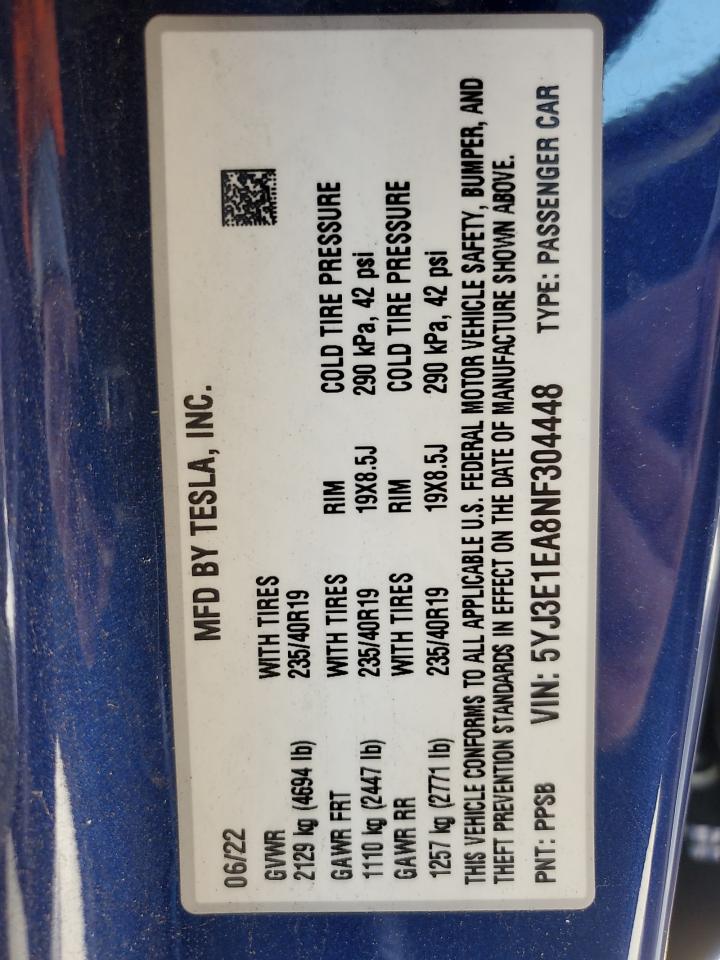 MFD BY TESLA, INC.
06/22
GVWR WITH TIRES
2129 kg (4694 lb) 235/40R19
GAWR FRT WITH TIRES RIM COLD TIRE PRESSURE
1110 kg (2447 lb) 235/40R19 19X8.5J 290 kPa, 42 psi
GAWR RR WITH TIRES RIM COLD TIRE PRESSURE
1257 kg (2771 lb) 235/40R19 19X8.5J 290 kPa, 42 psi
THIS VEHICLE CONFORMS TO ALL APPLICABLE U.S. FEDERAL MOTOR VEHICLE SAFETY, BUMPER, AND
THEFT PREVENTION STANDARDS IN EFFECT ON THE DATE OF MANUFACTURE SHOWN ABOVE.
PNT: PPSB VIN: 5YJ3E1EA8NF304448 TYPE: PASSENGER CAR